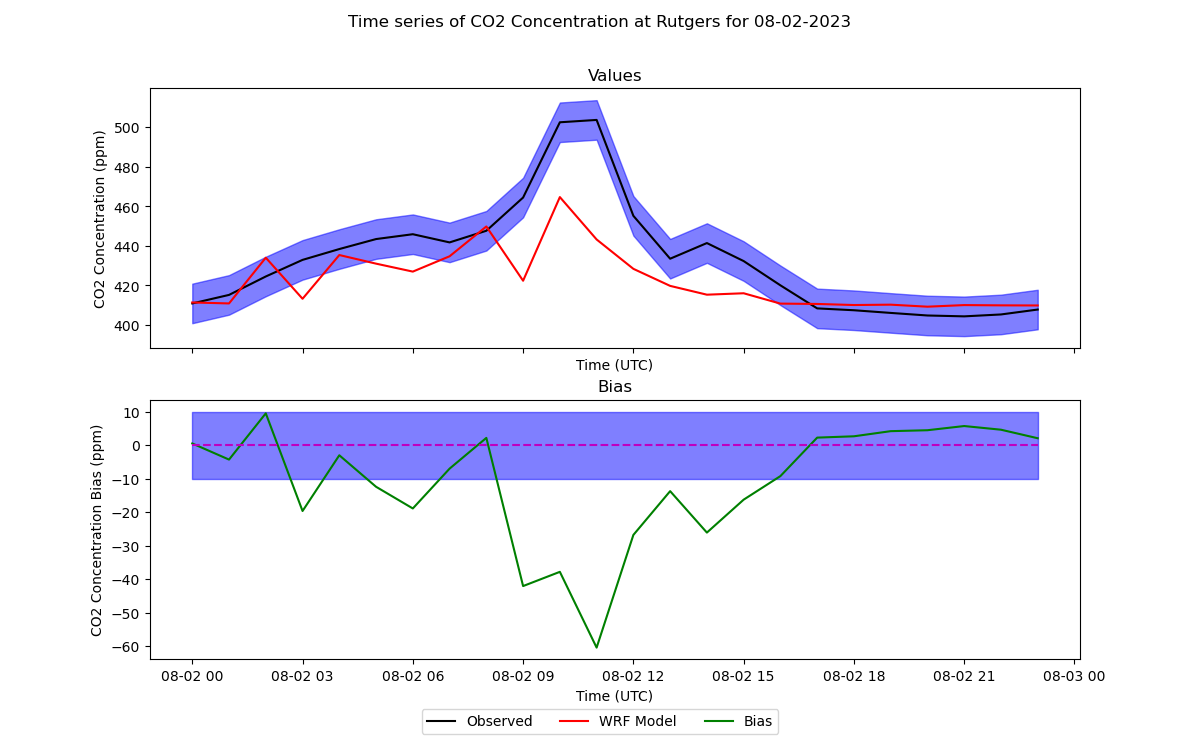 Time series of CO2 Concentration at Rutgers for 08-02-2023
Values
CO2 Concentration (ppm)
500
480
460
440
420
400
Time (UTC)
Bias
CO2 Concentration Bias (ppm)
10
0
−10
−20
−30
−40
−50
−60
08-02 00 08-02 03 08-02 06 08-02 09 08-02 12 08-02 15 08-02 18 08-02 21 08-03 00
Time (UTC)
Observed WRF Model Bias